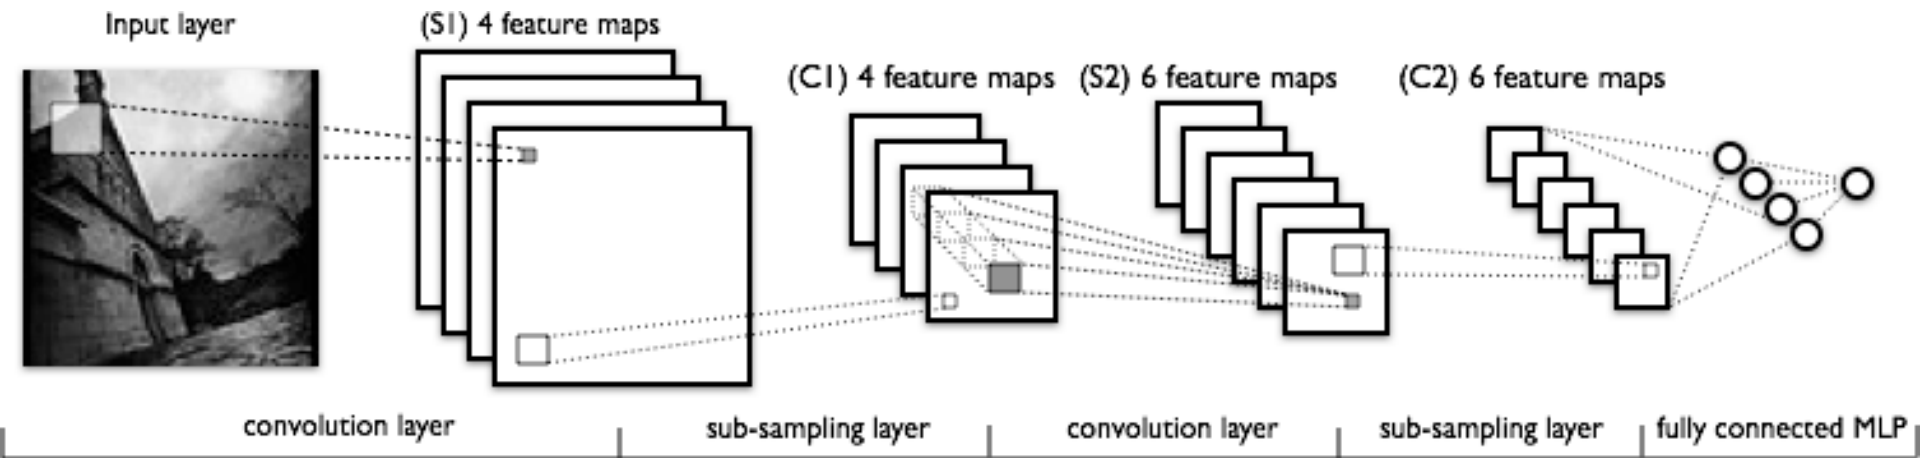 Input layer
(S1) 4 feature maps
(C1) 4 feature maps
(S2) 6 feature maps
(C2) 6 feature maps
convolution layer
sub-sampling layer
convolution layer
sub-sampling layer
fully connected MLP